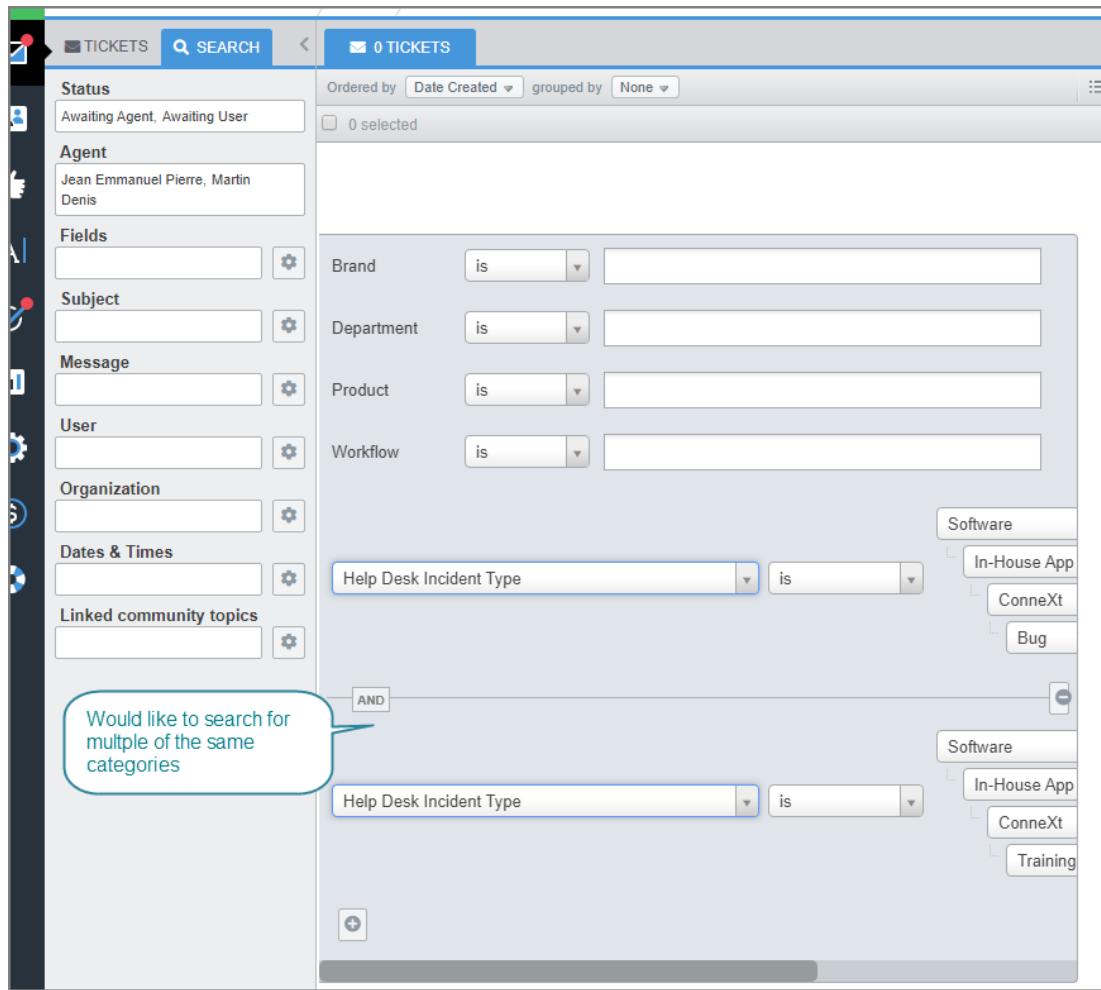 TICKETS
SEARCH
0 TICKETS
Status
Awaiting Agent, Awaiting User
Agent
Jean Emmanuel Pierre, Martin
Denis
Fields
Subject
Message
User
Organization
Dates & Times
Linked community topics
Ordered by Date Created grouped by None
0 selected
Brand is
Department is
Product is
Workflow is
Help Desk Incident Type is
Software
In-House App
ConneXt
Bug
AND
Would like to search for
multple of the same
categories
Help Desk Incident Type is
Software
In-House App
ConneXt
Training